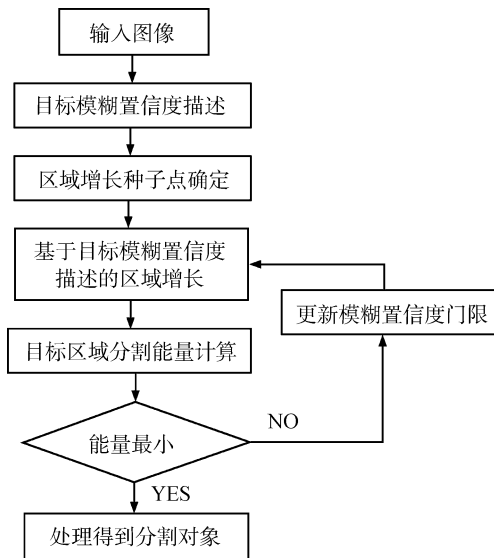 输入图像
目标模糊置信度描述
区域增长种子点确定
基于目标模糊置信度
描述的区域增长
更新模糊置信度门限
目标区域分割能量计算
能量最小
NO
YES
处理得到分割对象